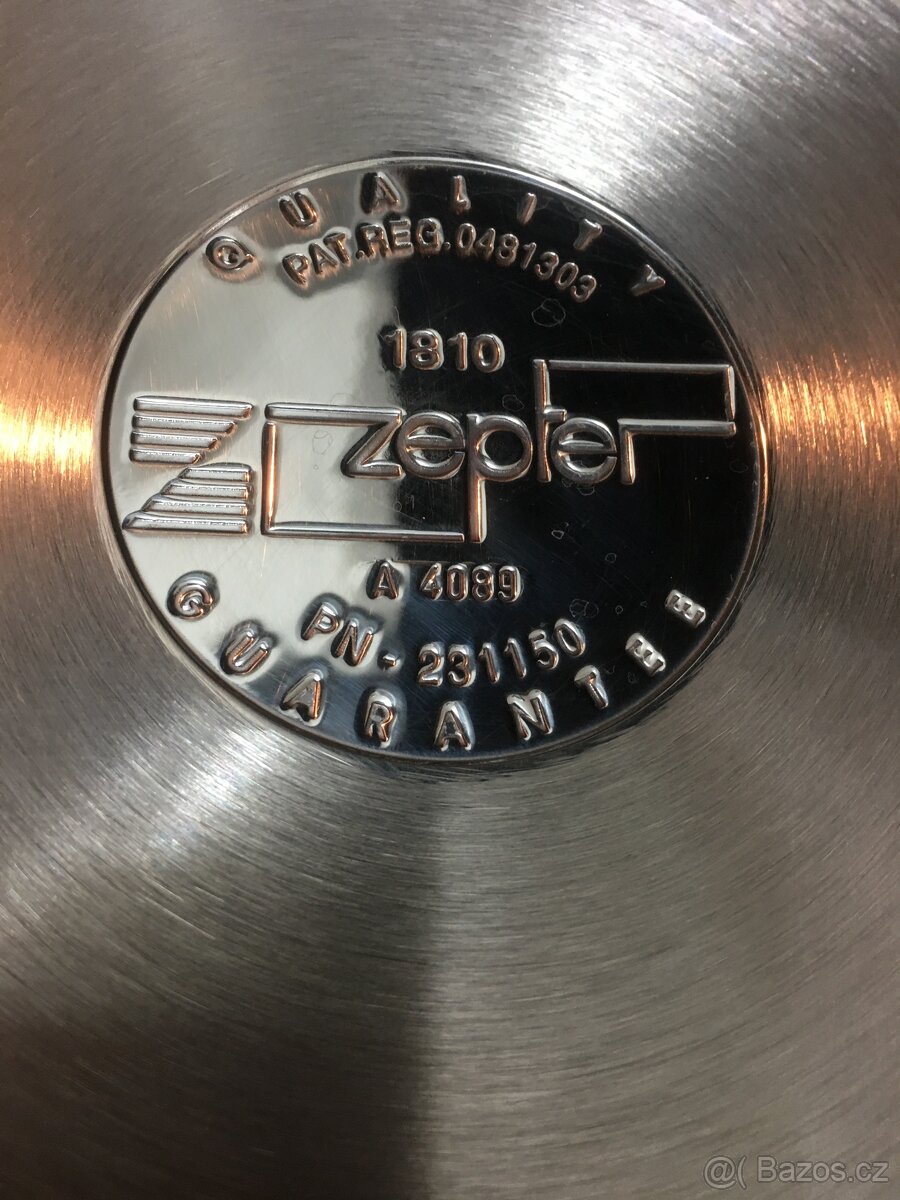 QUALITY
PAT.REG.0481303
1810
zepter
A 4089
PN-231150
GUARANTEE
@( Bazos.cz